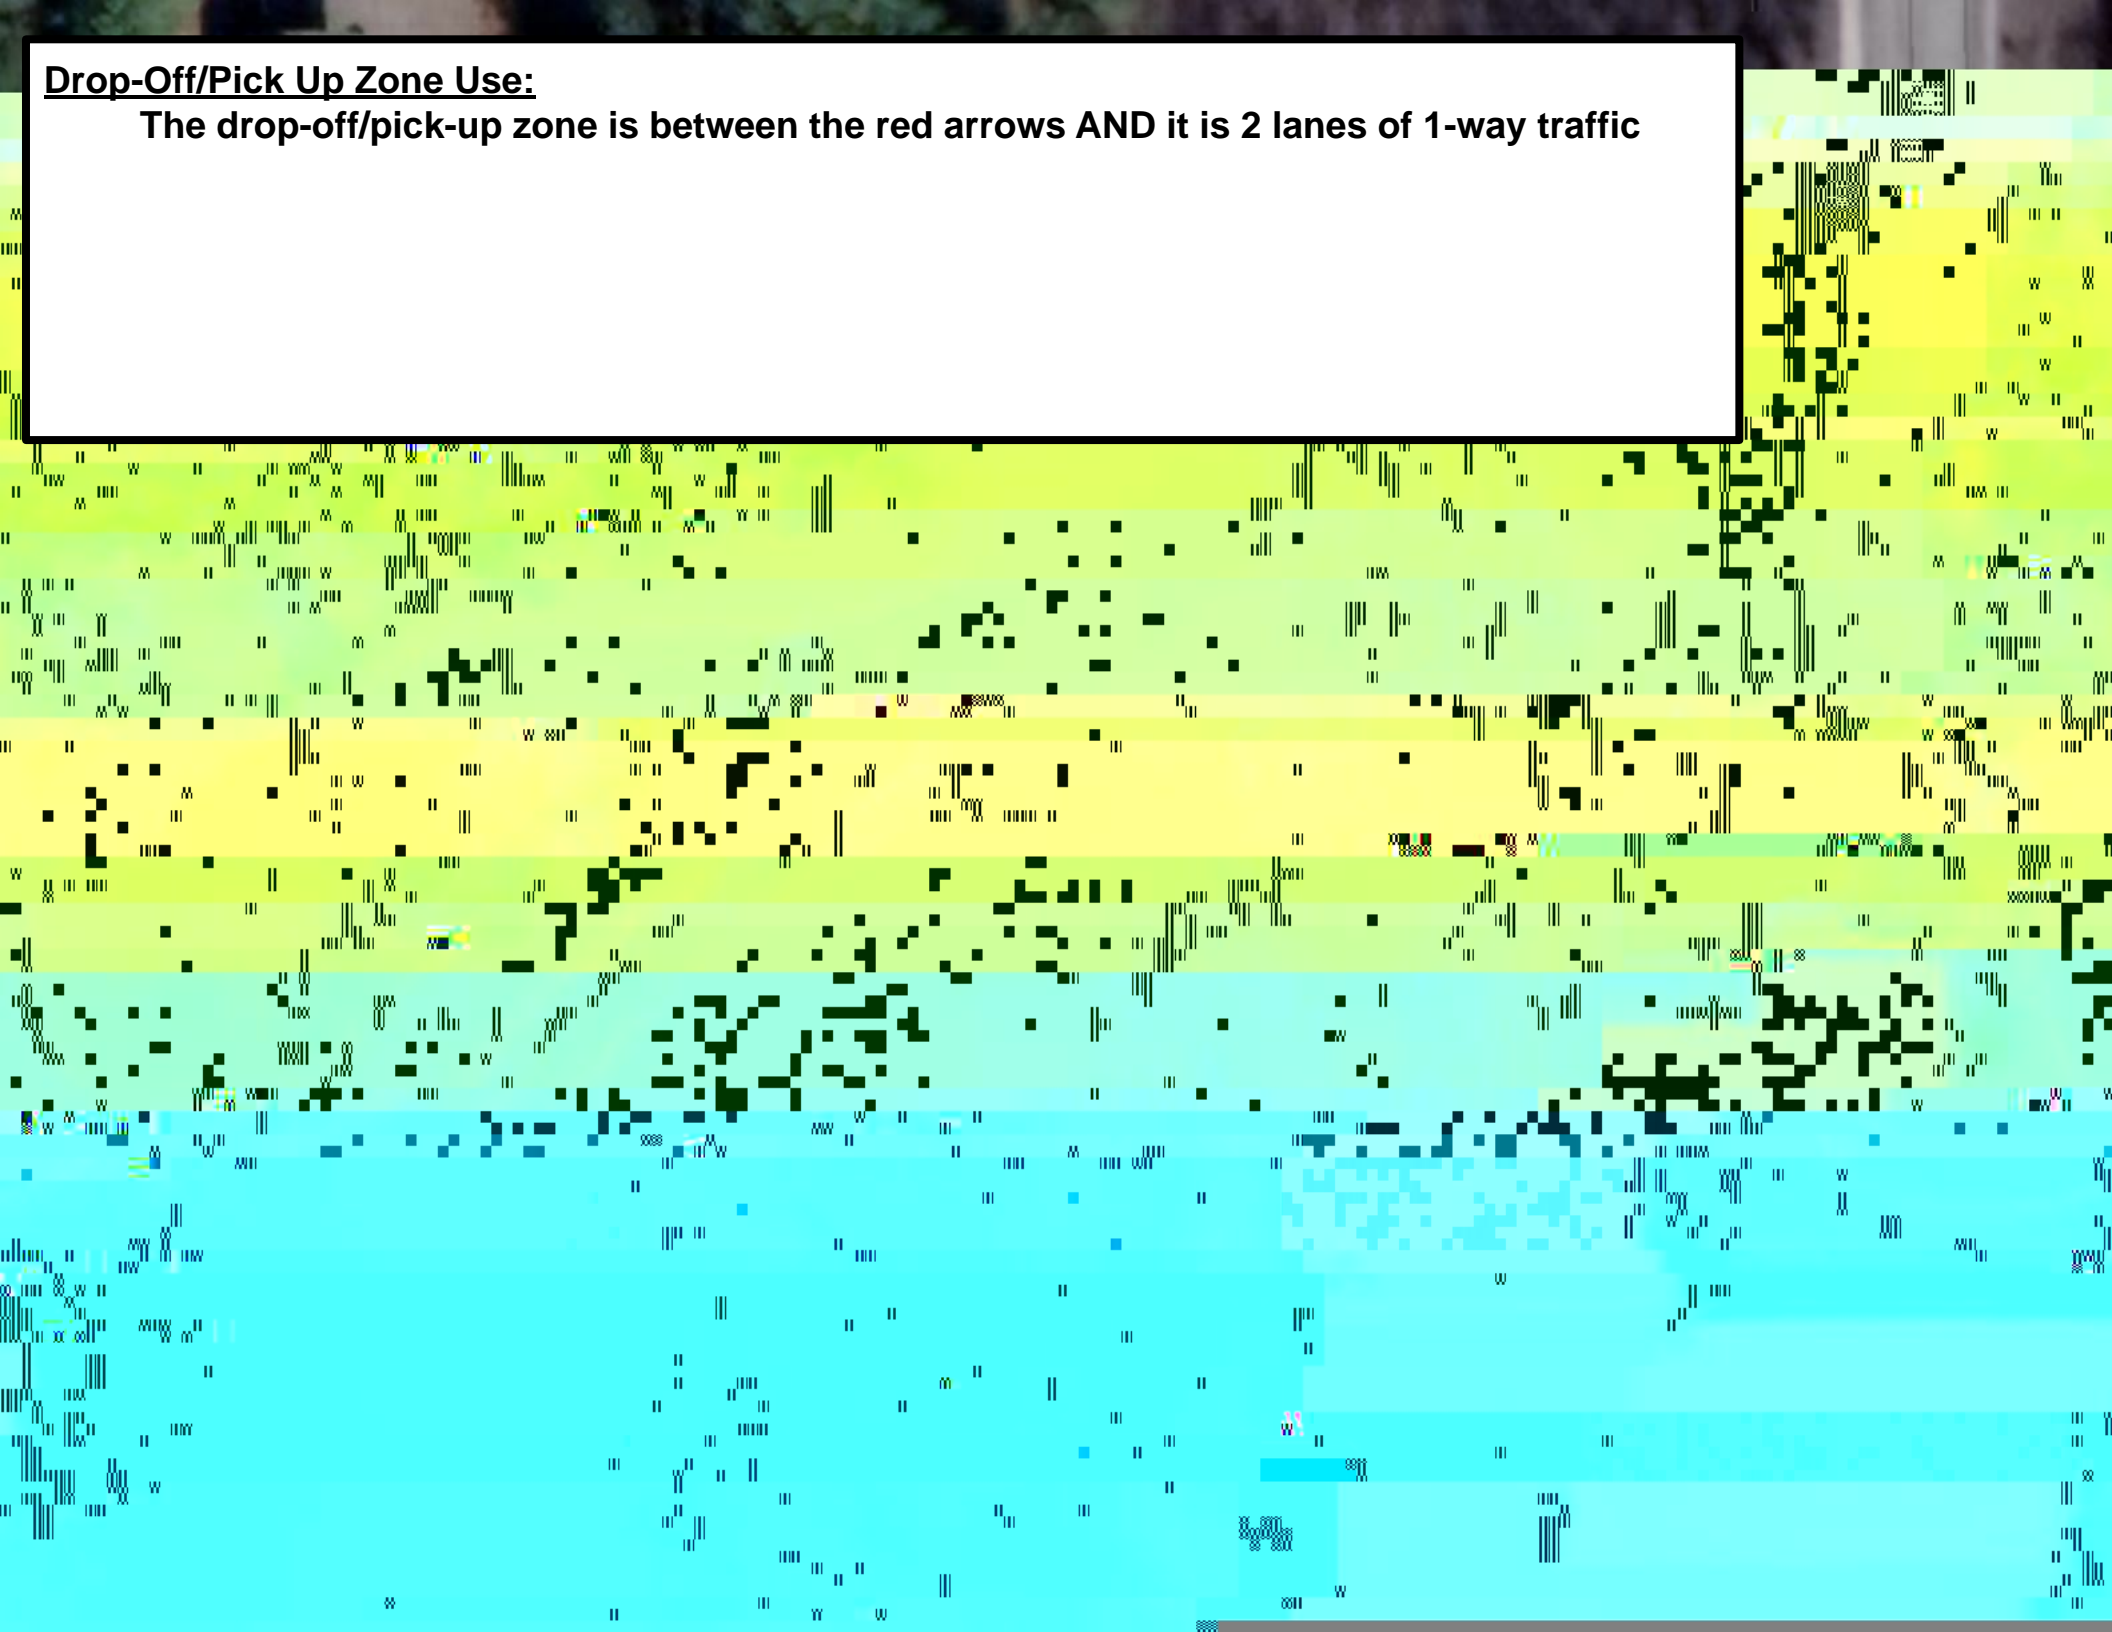 Drop-Off/Pick Up Zone Use:
The drop-off/pick-up zone is between the red arrows AND it is 2 lanes of 1-way traffic